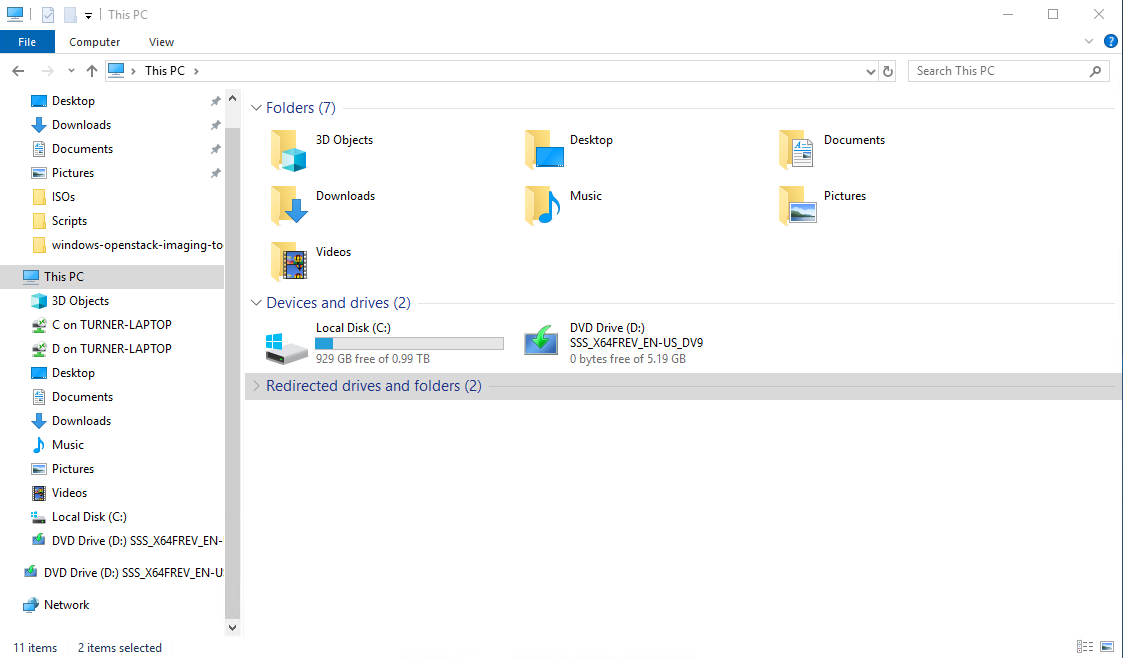 This PC
File Computer View
This PC
Search This PC
Desktop
Downloads
Documents
Pictures
ISOs
Scripts
windows-openstack-imaging-to
This PC
3D Objects
C on TURNER-LAPTOP
D on TURNER-LAPTOP
Desktop
Documents
Downloads
Music
Pictures
Videos
Local Disk (C:)
DVD Drive (D:) SSS_X64FREV_EN-
DVD Drive (D:) SSS_X64FREV_EN-U
Network
Folders (7)
3D Objects
Desktop
Documents
Downloads
Music
Pictures
Videos
Devices and drives (2)
Local Disk (C:)
929 GB free of 0.99 TB
DVD Drive (D:)
SSS_X64FREV_EN-US_DV9
0 bytes free of 5.19 GB
Redirected drives and folders (2)
11 items 2 items selected